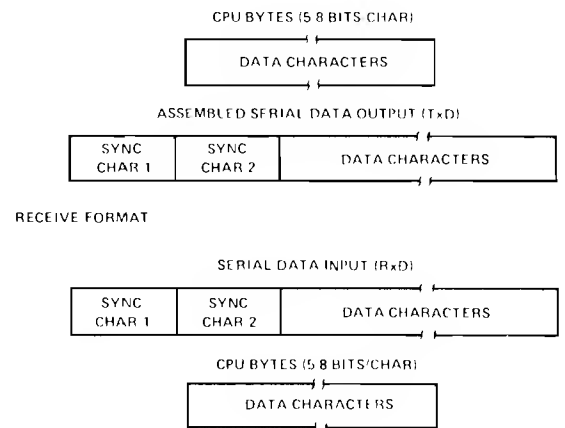 CPU BYTES (5 8 BITS CHAR)
DATA CHARACTERS
ASSEMBLED SERIAL DATA OUTPUT (TxD)
SYNC CHAR 1
SYNC CHAR 2
DATA CHARACTERS
RECEIVE FORMAT
SERIAL DATA INPUT (RxD)
SYNC CHAR 1
SYNC CHAR 2
DATA CHARACTERS
CPU BYTES (5 8 BITS/CHAR)
DATA CHARACTERS